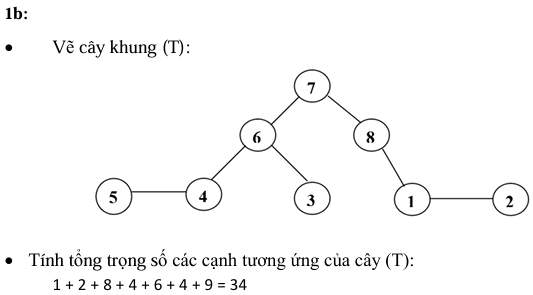 1b:
• Vẽ cây khung (T):
7
6 8
5 4 3 1 2
• Tính tổng trọng số các cạnh tương ứng của cây (T):
1 + 2 + 8 + 4 + 6 + 4 + 9 = 34